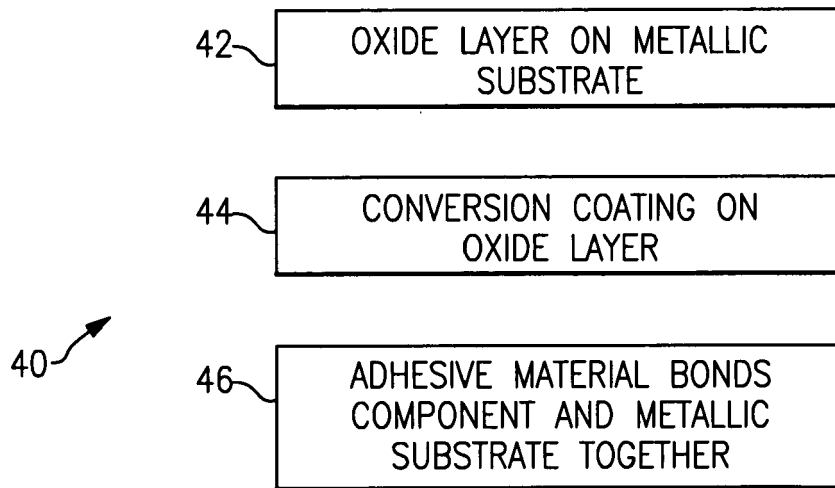 42
OXIDE LAYER ON METALLIC
SUBSTRATE
44
CONVERSION COATING ON
OXIDE LAYER
40
46
ADHESIVE MATERIAL BONDS
COMPONENT AND METALLIC
SUBSTRATE TOGETHER